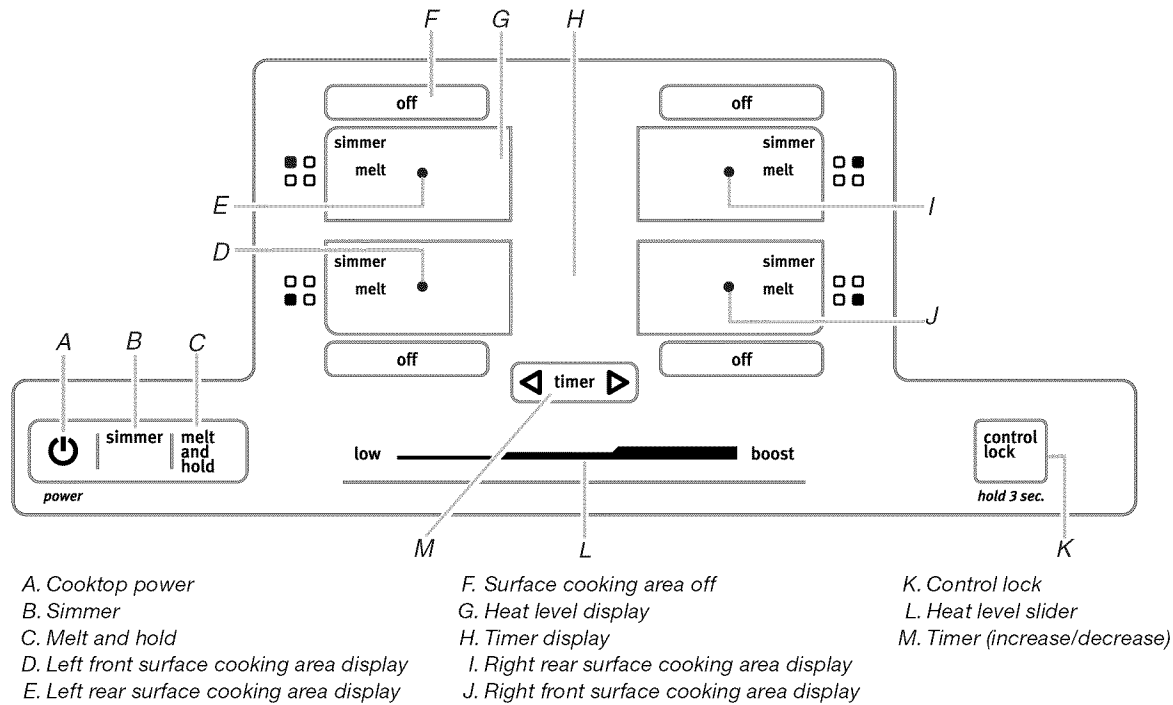 F G H
off off
simmer simmer
melt melt
E I
D
simmer simmer
melt melt
J
A B C
off off
timer
simmer melt
and
hold
control
lock
low boost
power hold 3 sec.
M L K
A. Cooktop power
B. Simmer
C. Melt and hold
D. Left front surface cooking area display
E. Left rear surface cooking area display
F. Surface cooking area off
G. Heat level display
H. Timer display
I. Right rear surface cooking area display
J. Right front surface cooking area display
K. Control lock
L. Heat level slider
M. Timer (increase/decrease)